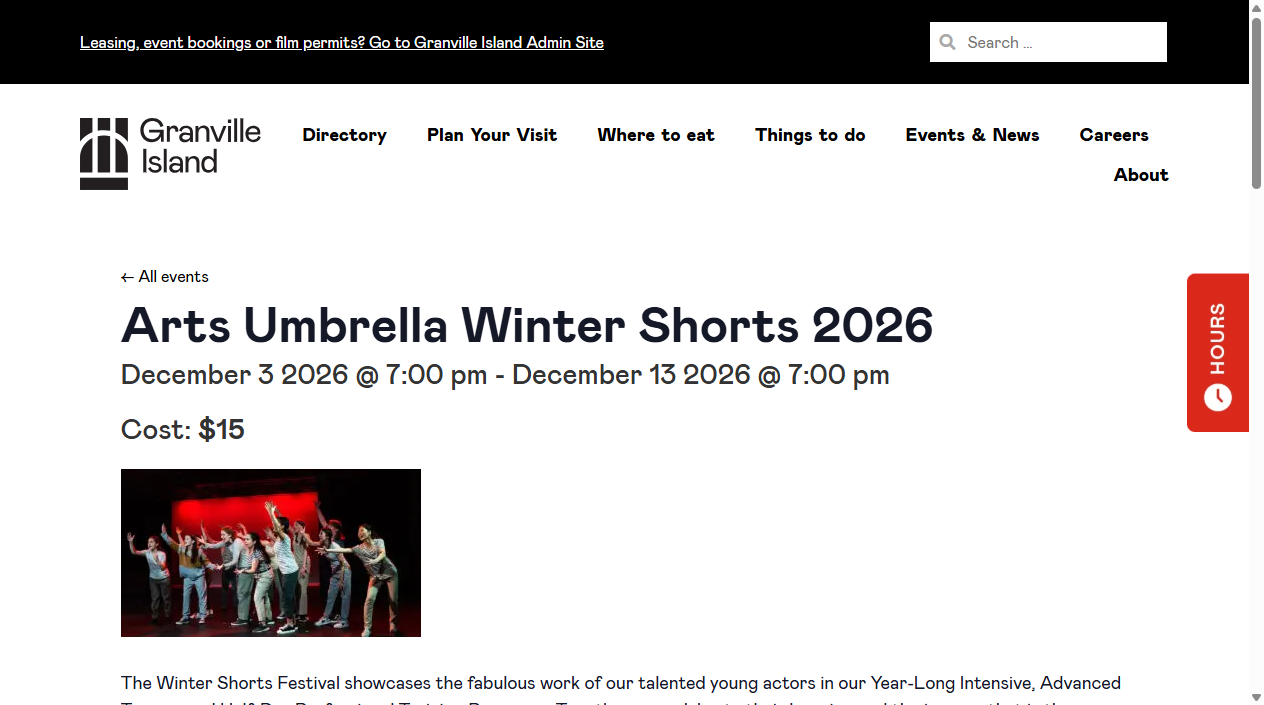 Leasing, event bookings or film permits? Go to Granville Island Admin Site
Search ...
Granville
Island
Directory
Plan Your Visit
Where to eat
Things to do
Events & News
Careers
About
← All events
Arts Umbrella Winter Shorts 2026
December 3 2026 @ 7:00 pm - December 13 2026 @ 7:00 pm
Cost: $15
HOURS
The Winter Shorts Festival showcases the fabulous work of our talented young actors in our Year-Long Intensive, Advanced